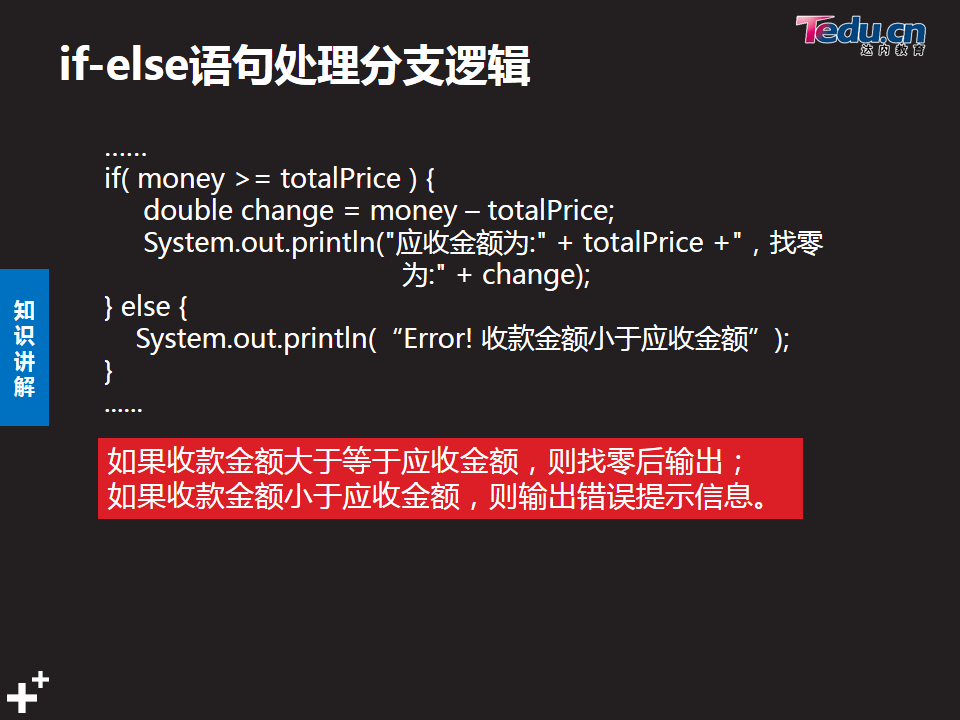 Tedu.cn
达内教育
if-else语句处理分支逻辑
……
if( money >= totalPrice ) {
double change = money – totalPrice;
System.out.println("应收金额为:" + totalPrice +"，找零
为:" + change);
} else {
System.out.println(“Error! 收款金额小于应收金额”);
}
……
知识讲解
如果收款金额大于等于应收金额，则找零后输出；
如果收款金额小于应收金额，则输出错误提示信息。